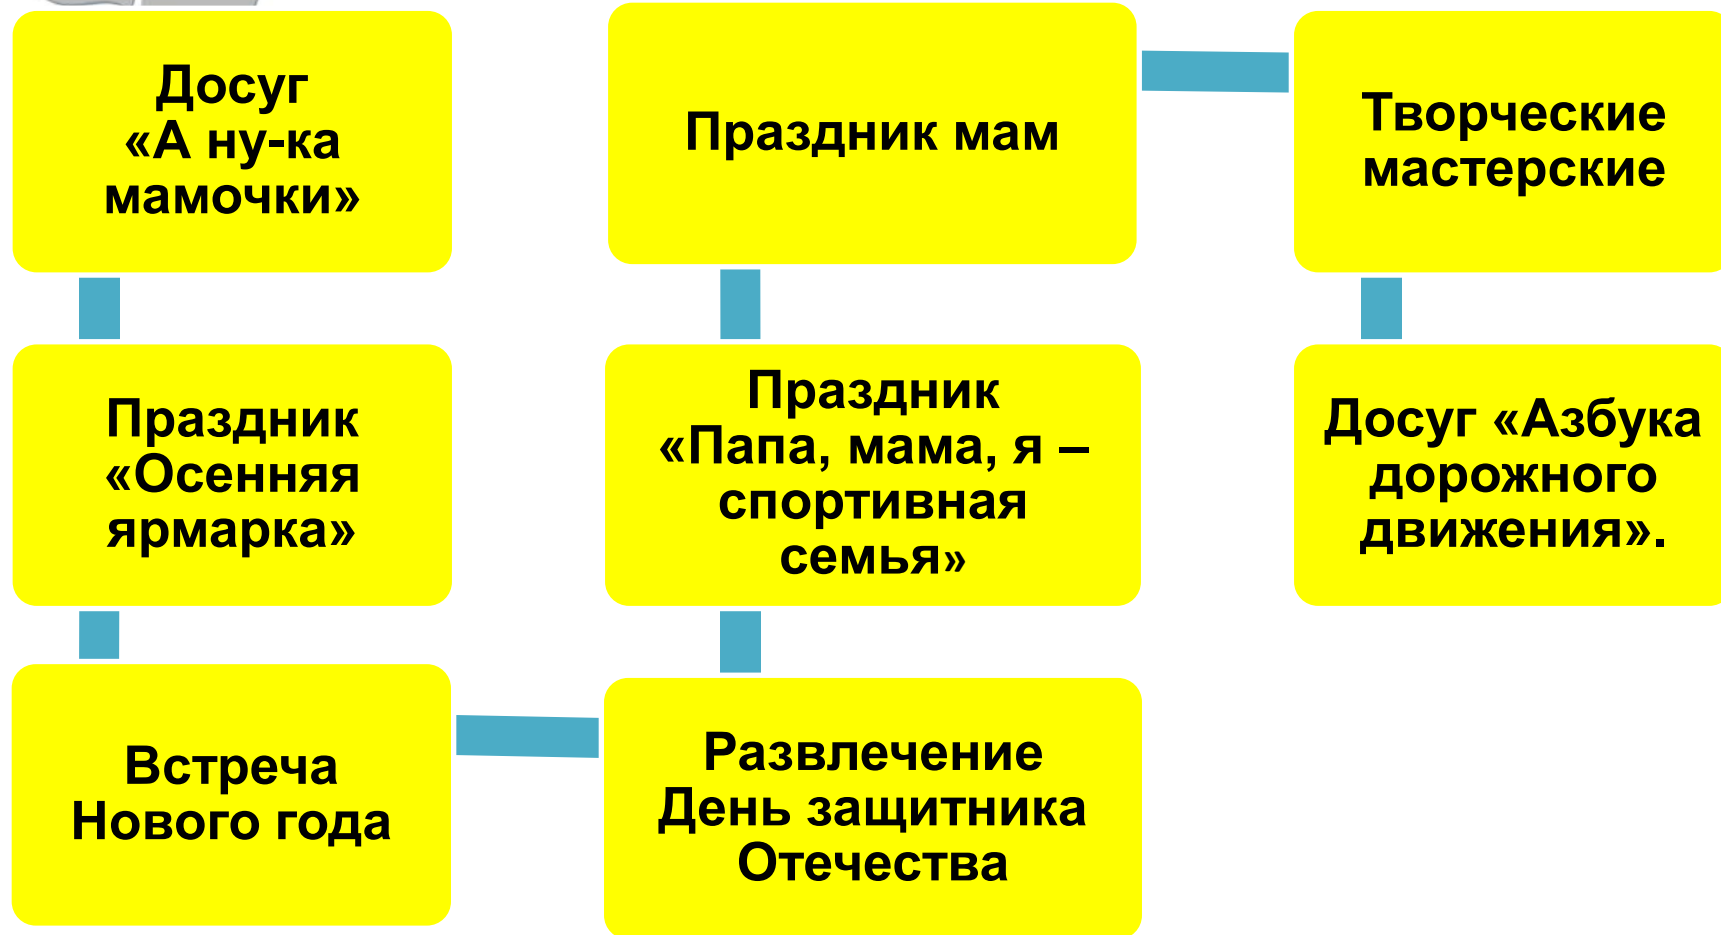 Досуг
«А ну-ка
мамочки»
Праздник
«Осенняя
ярмарка»
Встреча
Нового года
Развлечение
День защитника
Отечества
Праздник
«Папа, мама, я –
спортивная
семья»
Праздник мам
Творческие
мастерские
Досуг «Азбука
дорожного
движения».